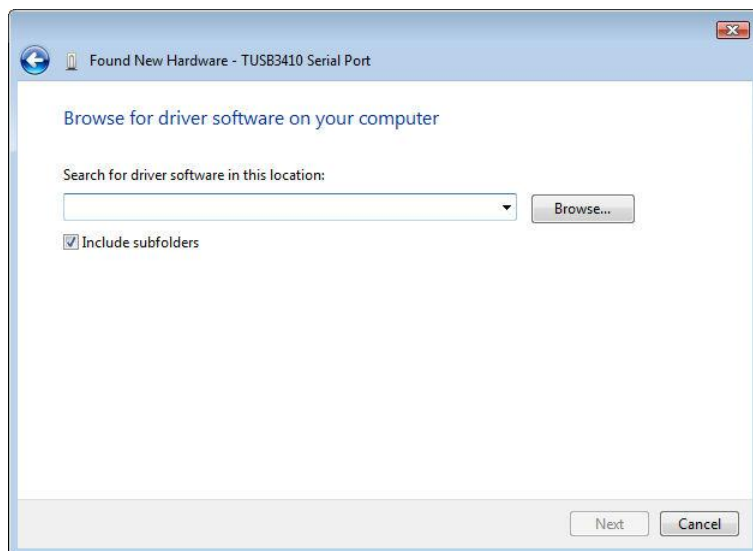 Found New Hardware - TUSB3410 Serial Port
Browse for driver software on your computer
Search for driver software in this location:
Browse...
Include subfolders
Next
Cancel